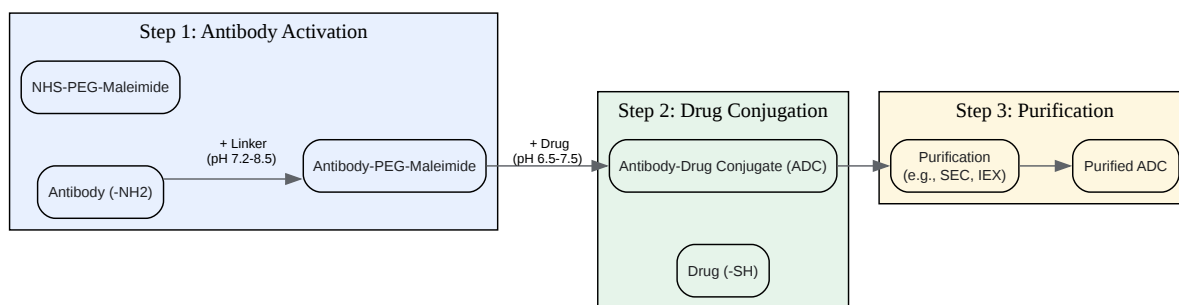 Step 1: Antibody Activation
NHS-PEG-Maleimide
Antibody (-NH2)
+ Linker
(pH 7.2-8.5)
Antibody-PEG-Maleimide
+ Drug
(pH 6.5-7.5)
Step 2: Drug Conjugation
Antibody-Drug Conjugate (ADC)
Drug (-SH)
Step 3: Purification
Purification
(e.g., SEC, IEX)
Purified ADC